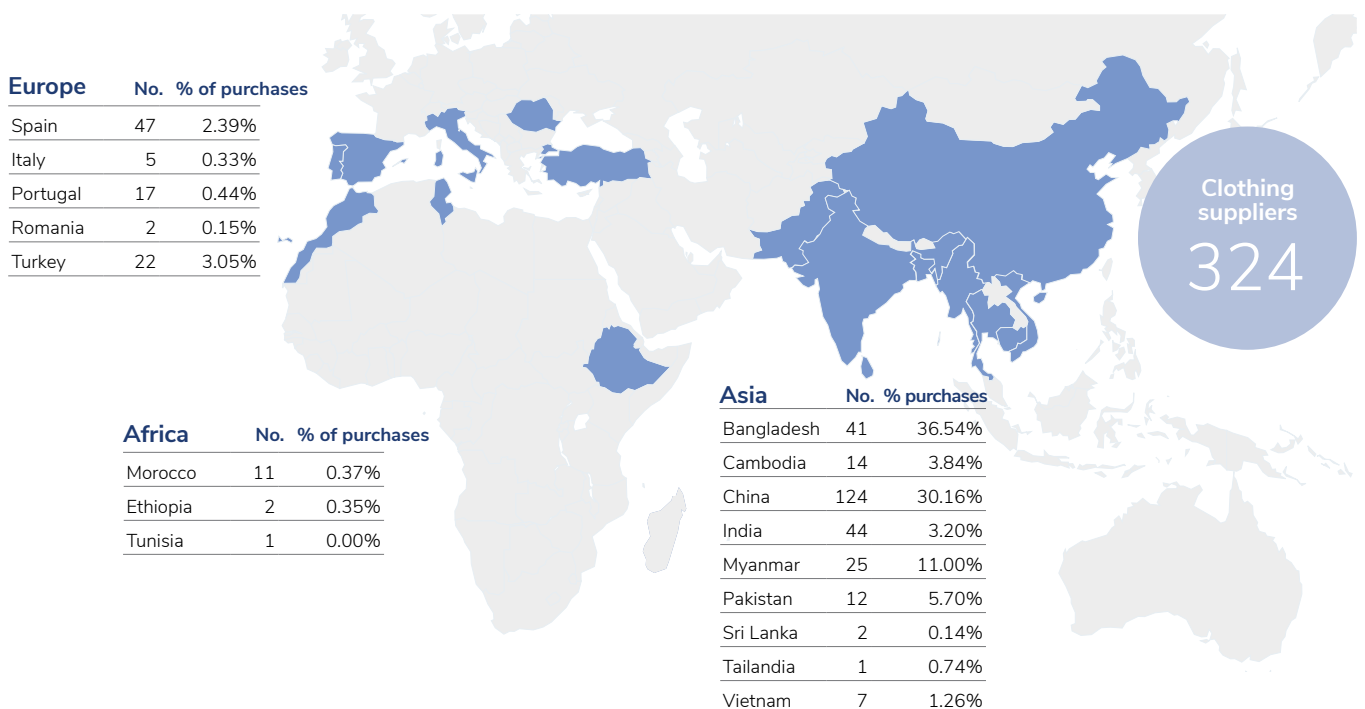 Europe No. % of purchases
Spain 47 2.39%
Italy 5 0.33%
Portugal 17 0.44%
Romania 2 0.15%
Turkey 22 3.05%
Clothing
suppliers
324
Africa No. % of purchases
Morocco 11 0.37%
Ethiopia 2 0.35%
Tunisia 1 0.00%
Asia No. % purchases
Bangladesh 41 36.54%
Cambodia 14 3.84%
China 124 30.16%
India 44 3.20%
Myanmar 25 11.00%
Pakistan 12 5.70%
Sri Lanka 2 0.14%
Tailandia 1 0.74%
Vietnam 7 1.26%